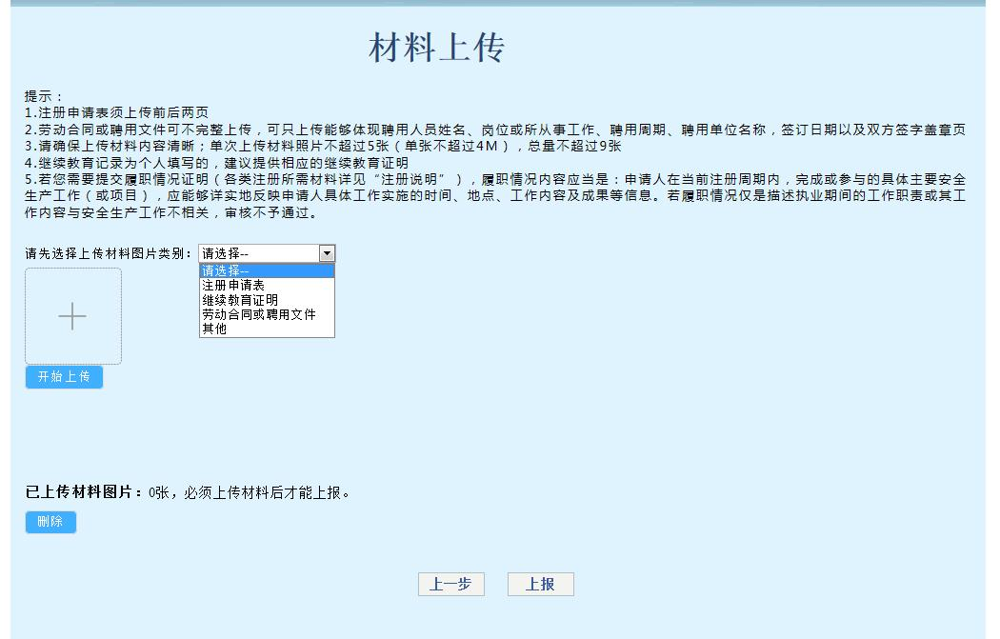 材料上传
提示：
1.注册申请表须上传前后两页
2.劳动合同或聘用文件可不完整上传，可只上传能够体现聘用人员姓名、岗位或所从事工作、聘用周期、聘用单位名称，签订日期以及双方签字盖章页
3.请确保上传材料内容清晰；单次上传材料照片不超过5张（单张不超过4M），总量不超过9张
4.继续教育记录为个人填写的，建议提供相应的继续教育证明
5.若您需要提交履职情况证明（各类注册所需材料详见“注册说明”），履职情况内容应当是：申请人在当前注册周期内，完成或参与的具体主要安全
生产工作（或项目），应能够详实地反映申请人具体工作实施的时间、地点、工作内容及成果等信息。若履职情况仅是描述执业期间的工作职责或其工
作内容与安全生产工作不相关，审核不予通过。
请先选择上传材料图片类别：请选择--
请选择--
注册申请表
继续教育证明
劳动合同或聘用文件
其他
开始上传
已上传材料图片：0张，必须上传材料后才能上报。
删除
上一步 上报